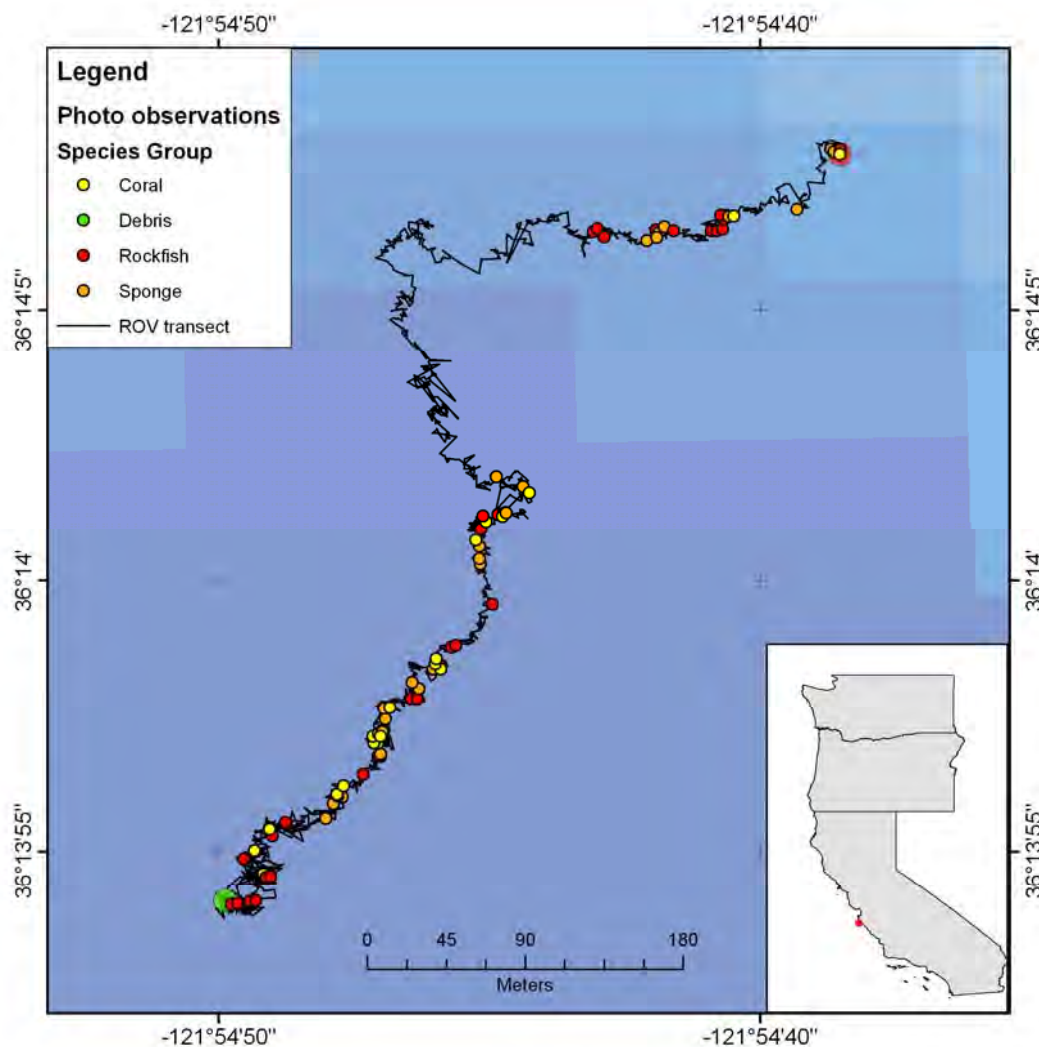 -121°54'50"
-121°54'40"
Legend
Photo observations
Species Group
Coral
Debris
Rockfish
Sponge
ROV transect
36°14'5"
36°14'5"
36°14'
36°14'
36°13'55"
36°13'55"
0 45 90 180
Meters
-121°54'50"
-121°54'40"